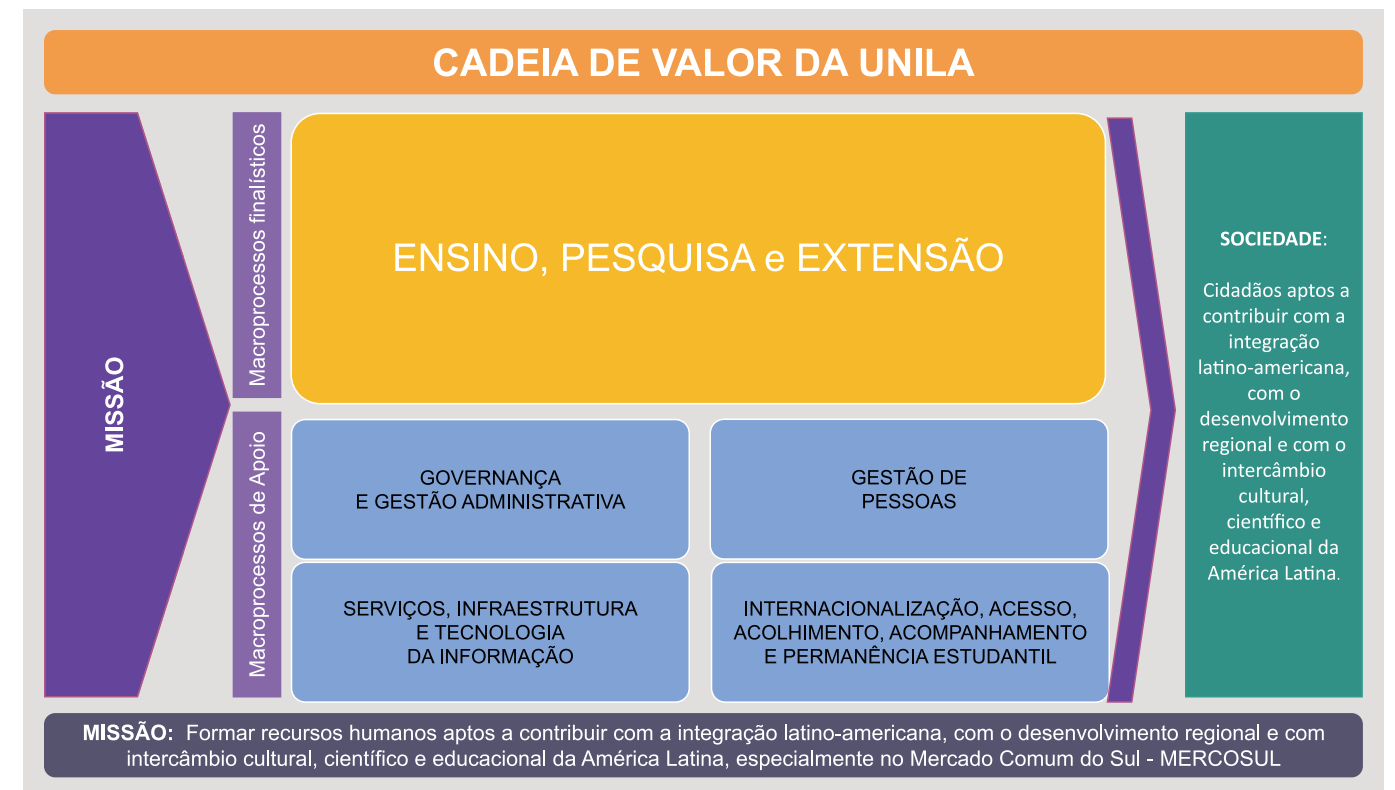 CADEIA DE VALOR DA UNILA
MISSÃO
Macroprocessos finalísticos
ENSINO, PESQUISA e EXTENSÃO
Macroprocessos de Apoio
GOVERNANÇA
E GESTÃO ADMINISTRATIVA
GESTÃO DE
PESSOAS
SERVIÇOS, INFRAESTRUTURA
E TECNOLOGIA
DA INFORMAÇÃO
INTERNACIONALIZAÇÃO, ACESSO,
ACOLHIMENTO, ACOMPANHAMENTO
E PERMANÊNCIA ESTUDANTIL
SOCIEDADE:
Cidadãos aptos a
contribuir com a
integração
latino-americana,
com o
desenvolvimento
regional e com o
intercâmbio
cultural,
científico e
educacional da
América Latina.
MISSÃO: Formar recursos humanos aptos a contribuir com a integração latino-americana, com o desenvolvimento regional e com
intercâmbio cultural, científico e educacional da América Latina, especialmente no Mercado Comum do Sul - MERCOSUL